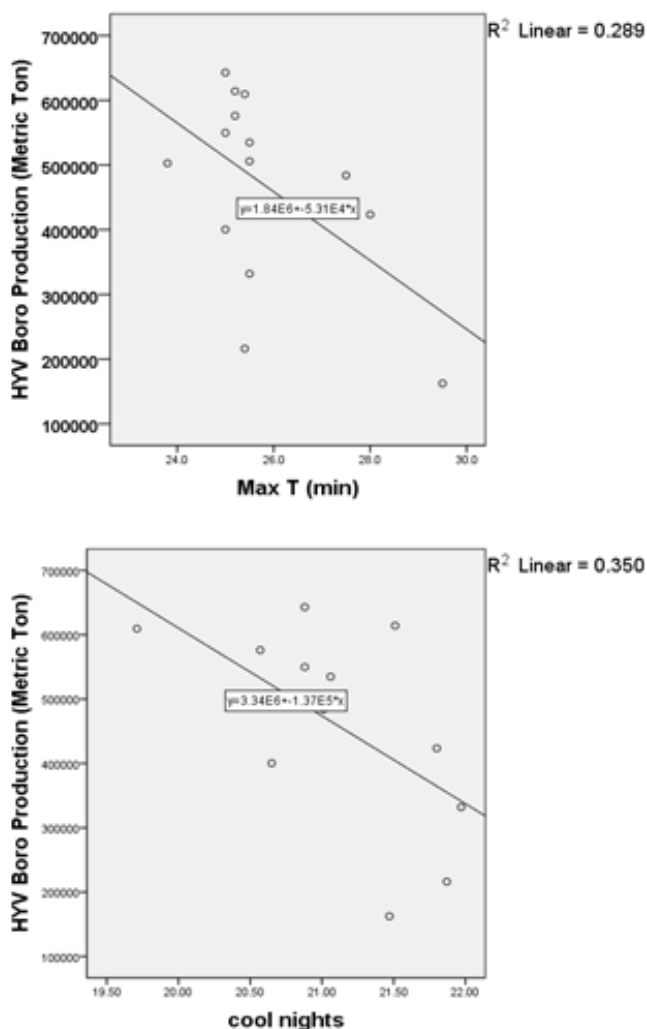 R² Linear = 0.289
HYV Boro Production (Metric Ton)
700000
600000
500000
400000
300000
200000
100000
y=1.84E6+-5.31E4*x
24.0 26.0 28.0 30.0
Max T (min)
R² Linear = 0.350
HYV Boro Production (Metric Ton)
700000
600000
500000
400000
300000
200000
100000
y=3.34E6+-1.37E5*x
19.50 20.00 20.50 21.00 21.50 22.00
cool nights